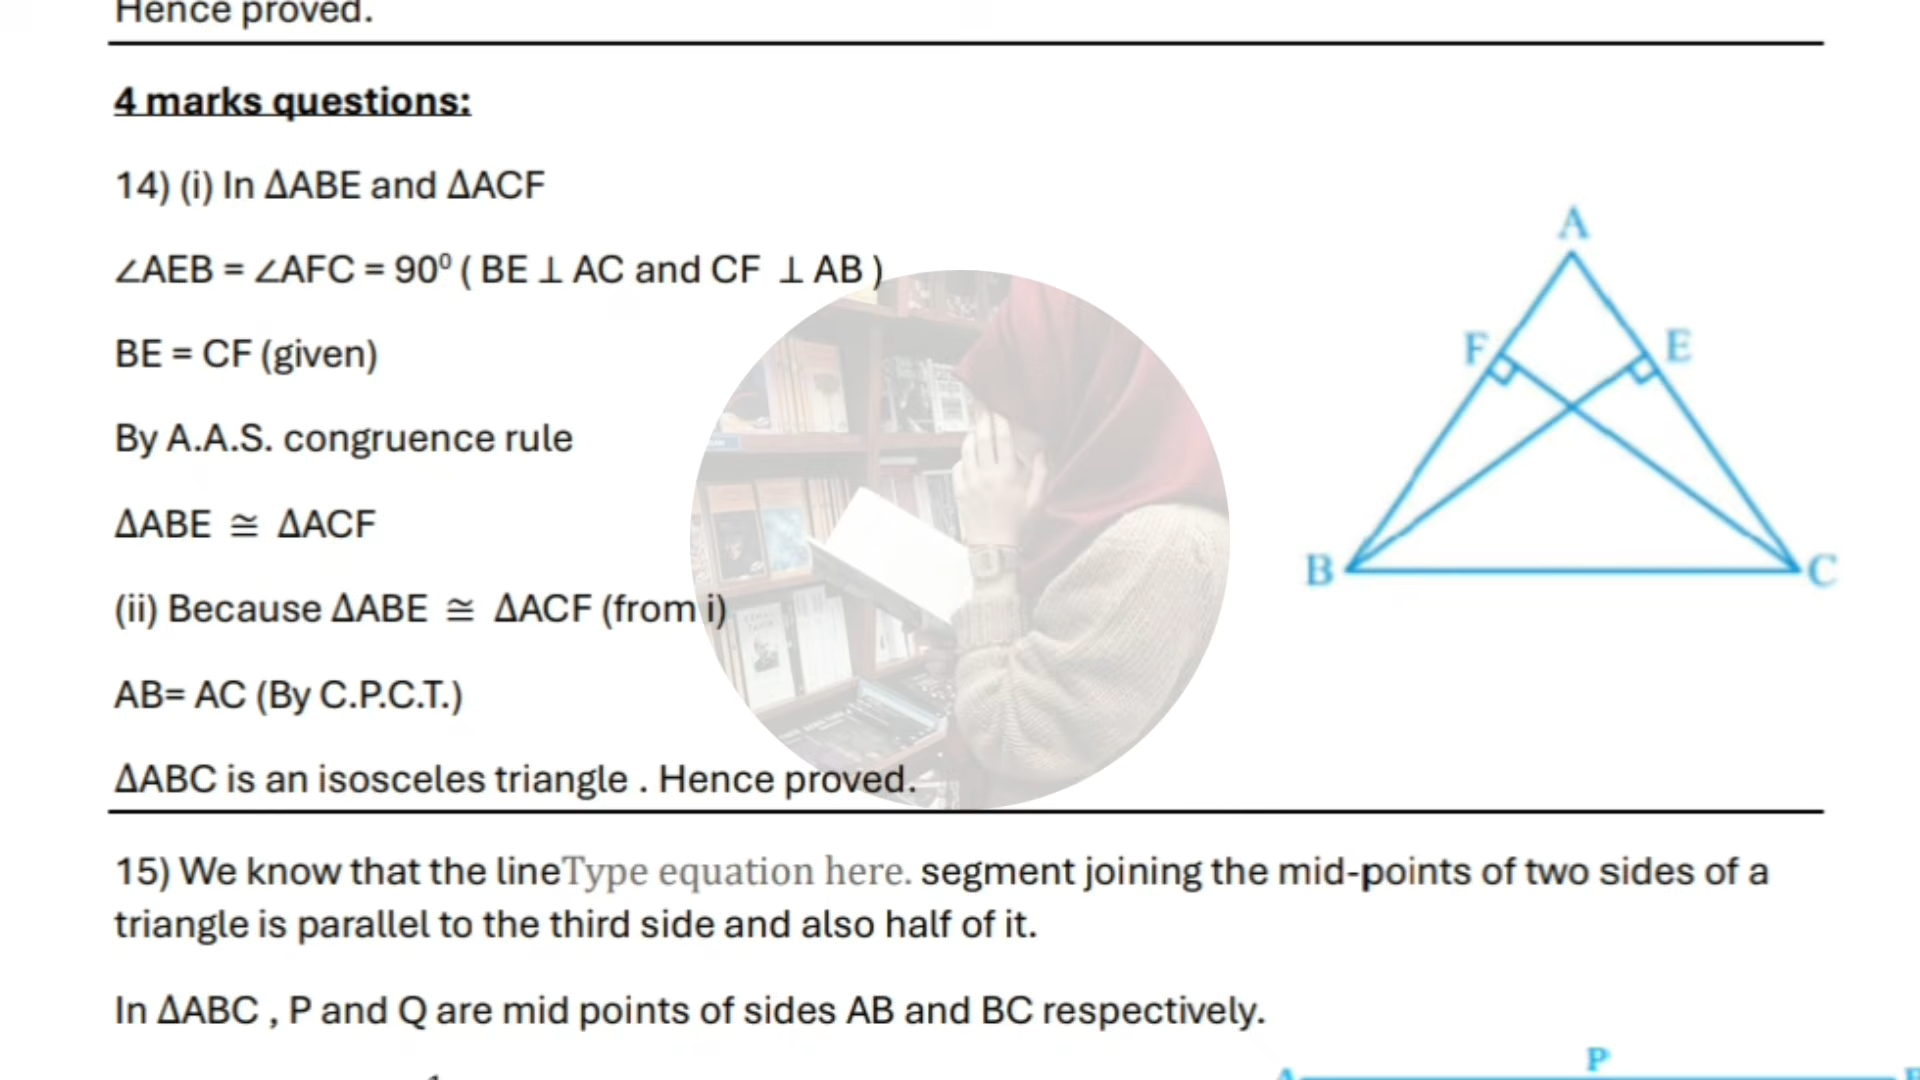 Hence proved.
4 marks questions:
14) (i) In ΔABE and ΔACF
∠AEB = ∠AFC = 90⁰ ( BE ⊥ AC and CF ⊥ AB )
BE = CF (given)
By A.A.S. congruence rule
ΔABE ≅ ΔACF
(ii) Because ΔABE ≅ ΔACF (from i)
AB= AC (By C.P.C.T.)
ΔABC is an isosceles triangle . Hence proved.
A
F
E
B
C
15) We know that the lineType equation here. segment joining the mid-points of two sides of a
triangle is parallel to the third side and also half of it.
In ΔABC , P and Q are mid points of sides AB and BC respectively.
P